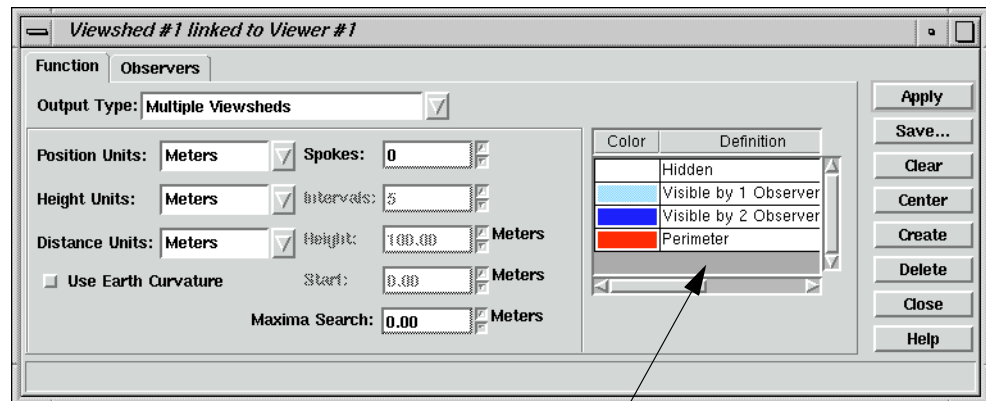 Viewshed #1 linked to Viewer #1
Function
Observers
Output Type: Multiple Viewsheds
Position Units: Meters
Spokes: 0
Height Units: Meters
Intervals: 5
Distance Units: Meters
Height: 100.00 Meters
Use Earth Curvature
Start: 0.00 Meters
Maxima Search: 0.00 Meters
Color Definition
Hidden
Visible by 1 Observer
Visible by 2 Observer
Perimeter
Apply
Save...
Clear
Center
Create
Delete
Close
Help